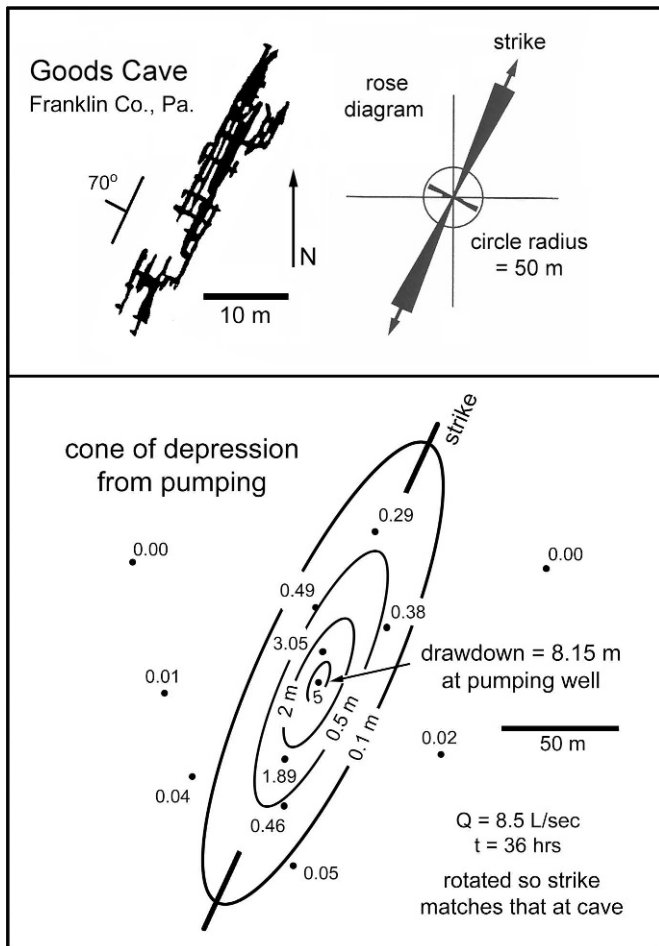 Goods Cave
Franklin Co., Pa.
70°
N
10 m
strike
rose
diagram
circle radius
= 50 m
cone of depression
from pumping
strike
0.29
0.00
0.00
0.49
0.38
3.05
drawdown = 8.15 m
at pumping well
0.01
5
2 m
0.5 m
0.1 m
50 m
0.02
1.89
0.04
0.46
0.05
Q = 8.5 L/sec
t = 36 hrs
rotated so strike
matches that at cave